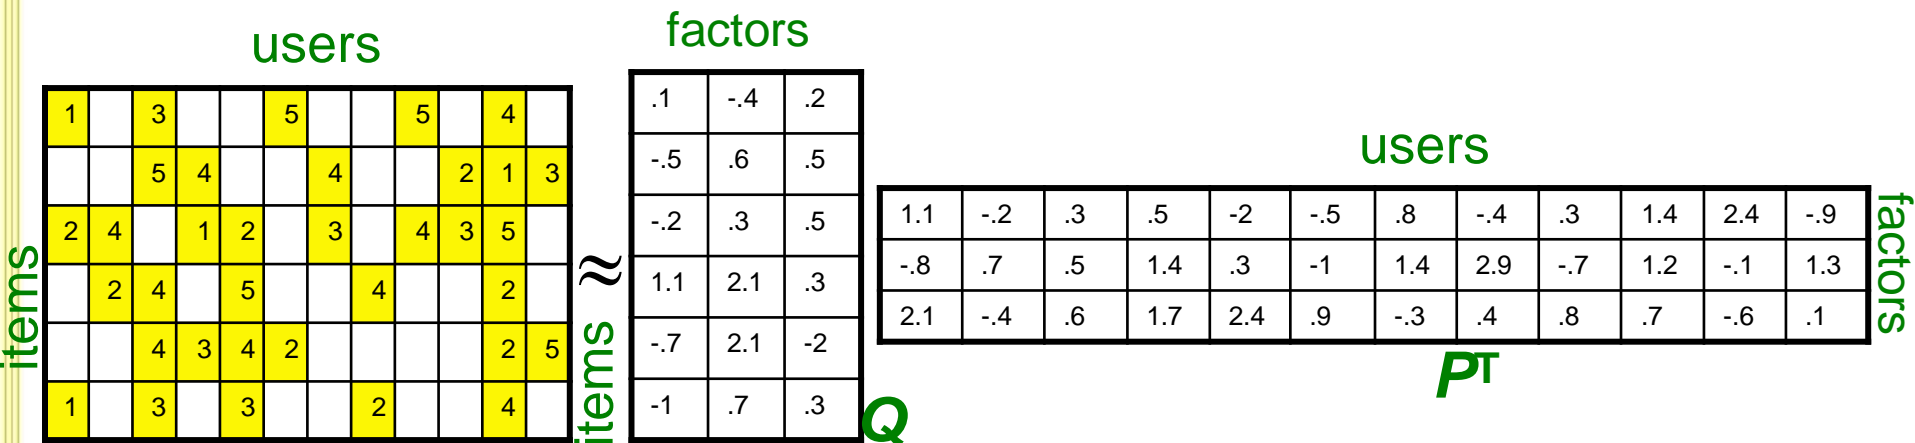 users
factors
1 3 5 5 4
5 4 4 2 1 3
2 4 1 2 3 4 3 5
2 4 5 4 2
4 3 4 2 2 5
1 3 3 2 4
items
≈
.1 -.4 .2
-.5 .6 .5
-.2 .3 .5
1.1 2.1 .3
-.7 2.1 -2
-1 .7 .3
items
Q
users
1.1 -.2 .3 .5 -2 -.5 .8 -.4 .3 1.4 2.4 -.9
-.8 .7 .5 1.4 .3 -1 1.4 2.9 -.7 1.2 -.1 1.3
2.1 -.4 .6 1.7 2.4 .9 -.3 .4 .8 .7 -.6 .1
factors
PT